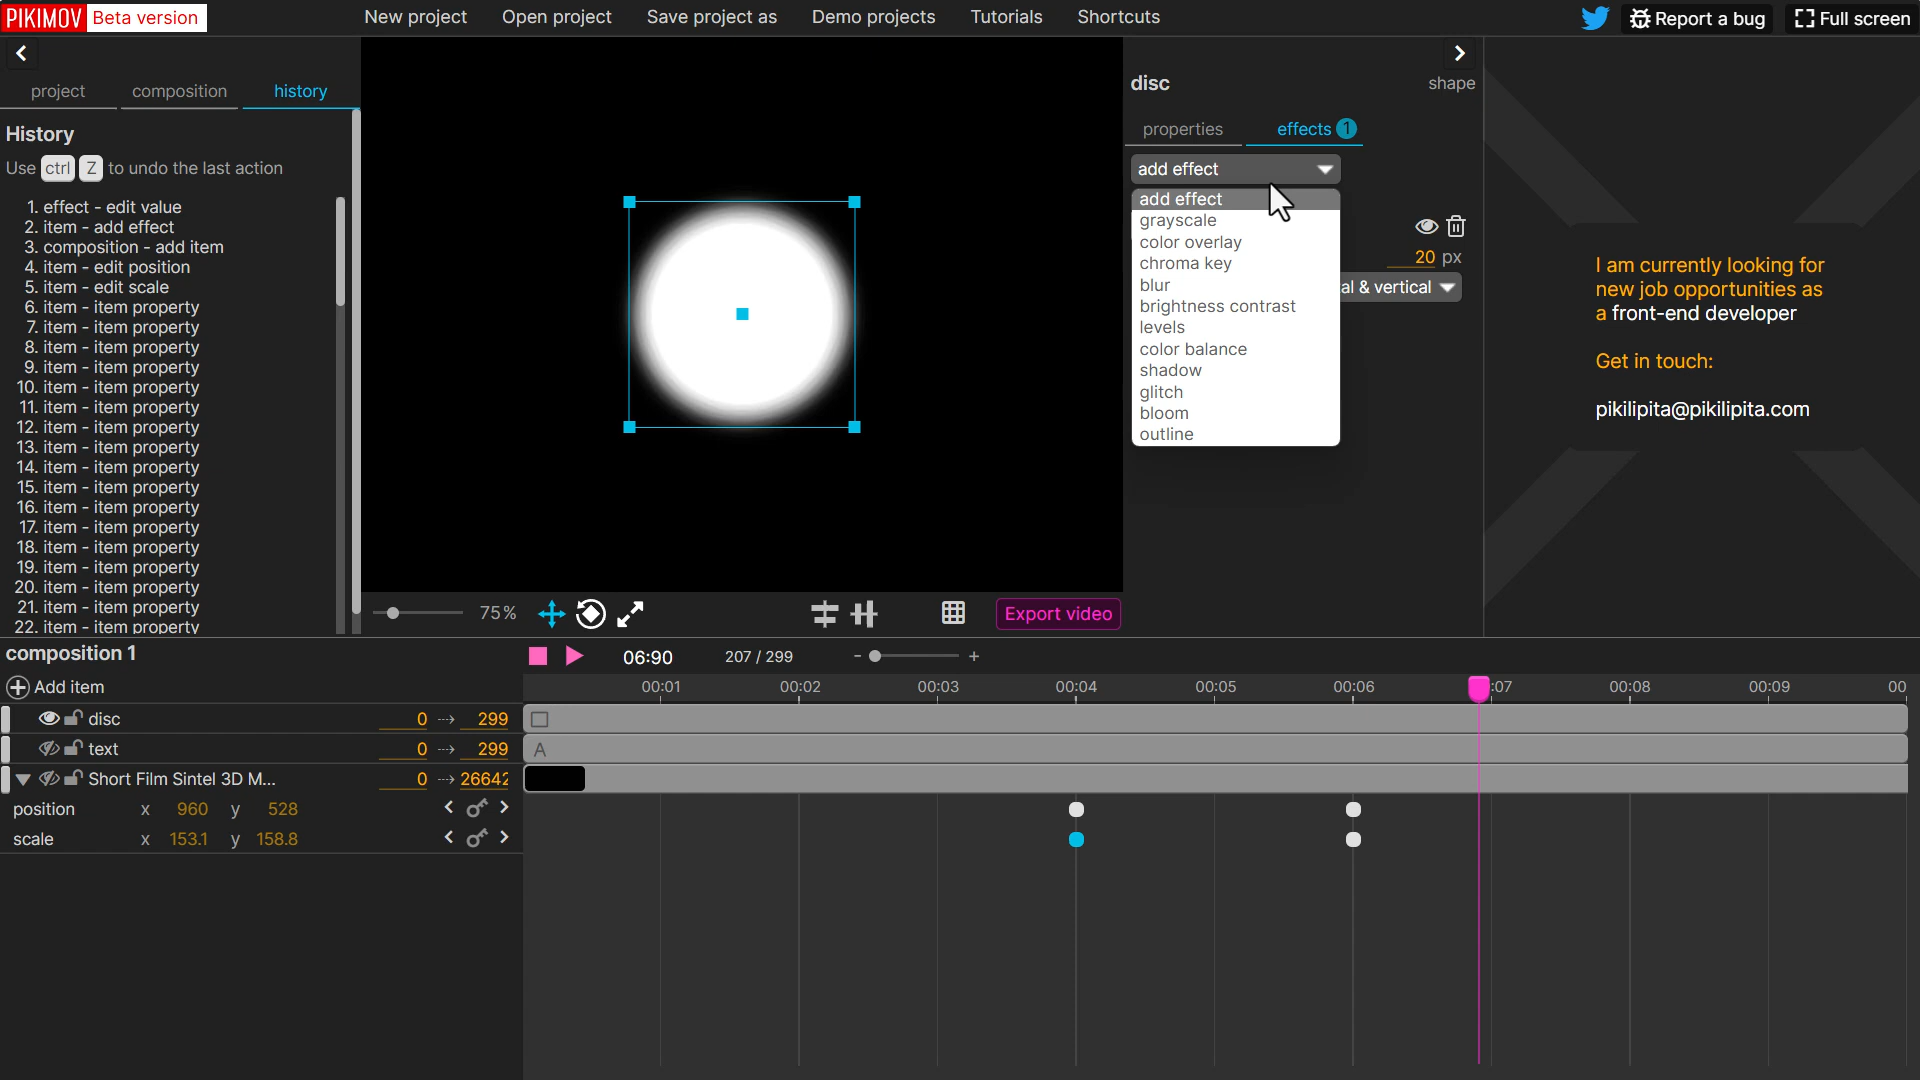 PIKIMOV Beta version
New project Open project Save project as Demo projects Tutorials Shortcuts
Report a bug Full screen
project composition history
History
Use ctrl Z to undo the last action
1. effect - edit value
2. item - add effect
3. composition - add item
4. item - edit position
5. item - edit scale
6. item - item property
7. item - item property
8. item - item property
9. item - item property
10. item - item property
11. item - item property
12. item - item property
13. item - item property
14. item - item property
15. item - item property
16. item - item property
17. item - item property
18. item - item property
19. item - item property
20. item - item property
21. item - item property
22. item - item property
75%
Export video
disc shape
properties effects 1
add effect
add effect
grayscale
color overlay
chroma key
blur
brightness contrast
levels
color balance
shadow
glitch
bloom
outline
20 px
al & vertical
I am currently looking for
new job opportunities as
a front-end developer
Get in touch:
pikilipita@pikilipita.com
composition 1
06:90 207 / 299 - +
Add item
00:01 00:02 00:03 00:04 00:05 00:06 :07 00:08 00:09 00
disc 0 299
text 0 299 A
Short Film Sintel 3D M... 0 26642
position x 960 y 528
scale x 153.1 y 158.8